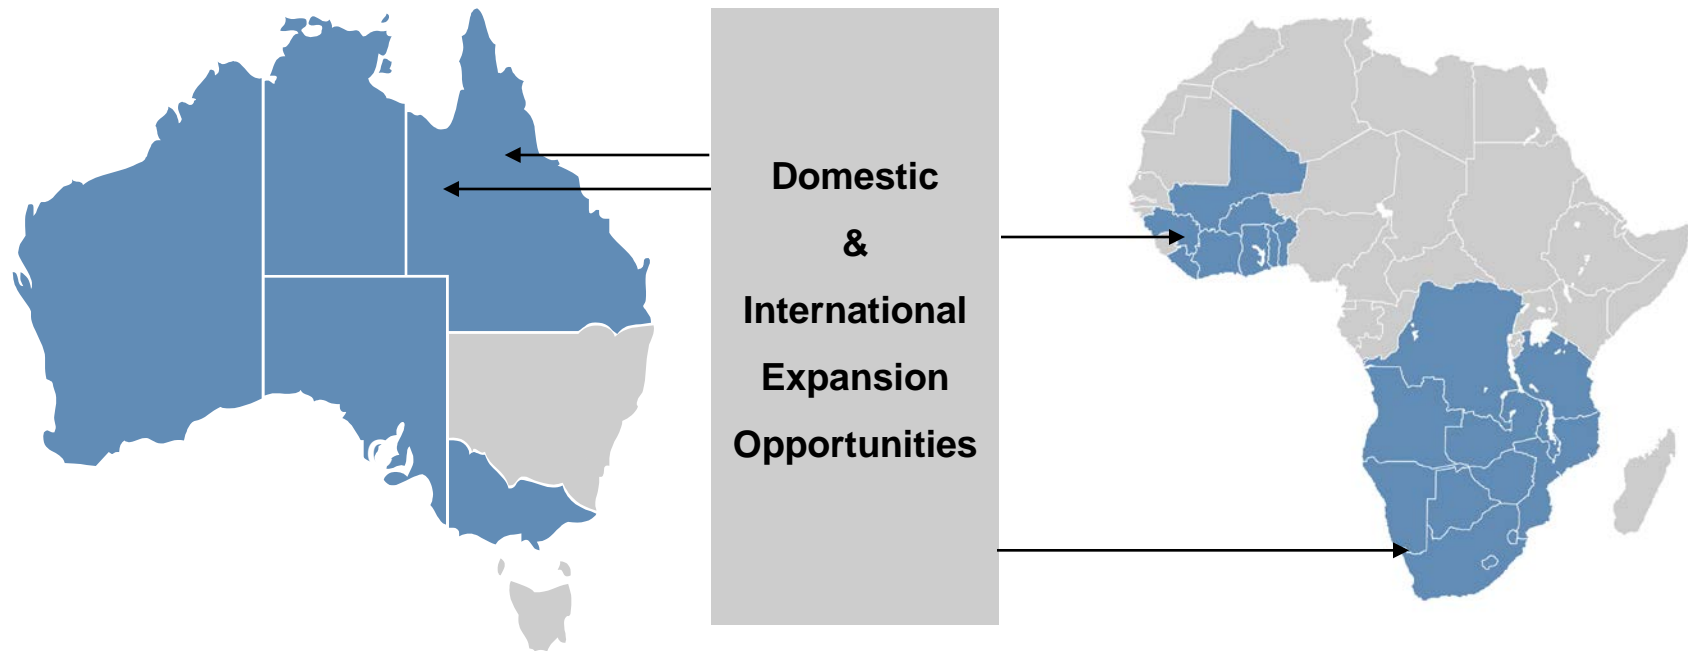 Domestic
&
International
Expansion
Opportunities